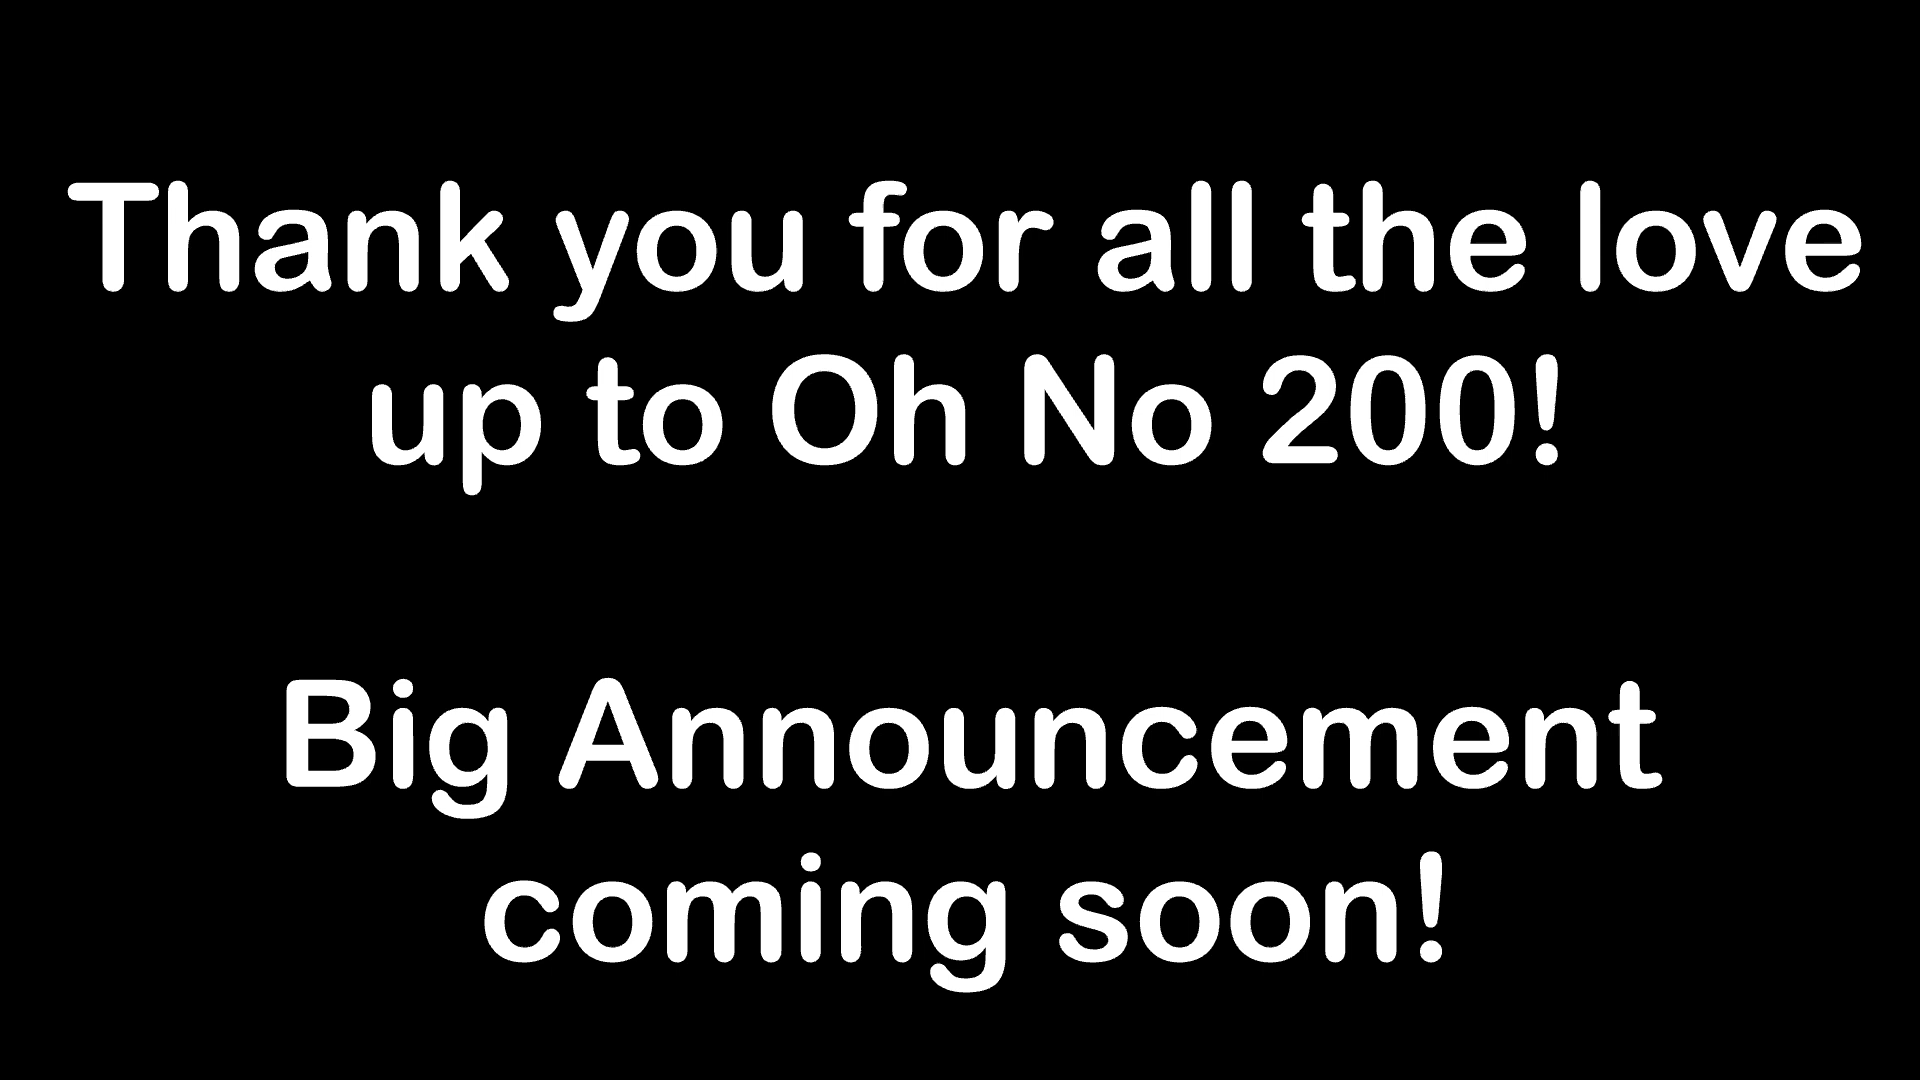 Thank you for all the love
up to Oh No 200!
Big Announcement
coming soon!